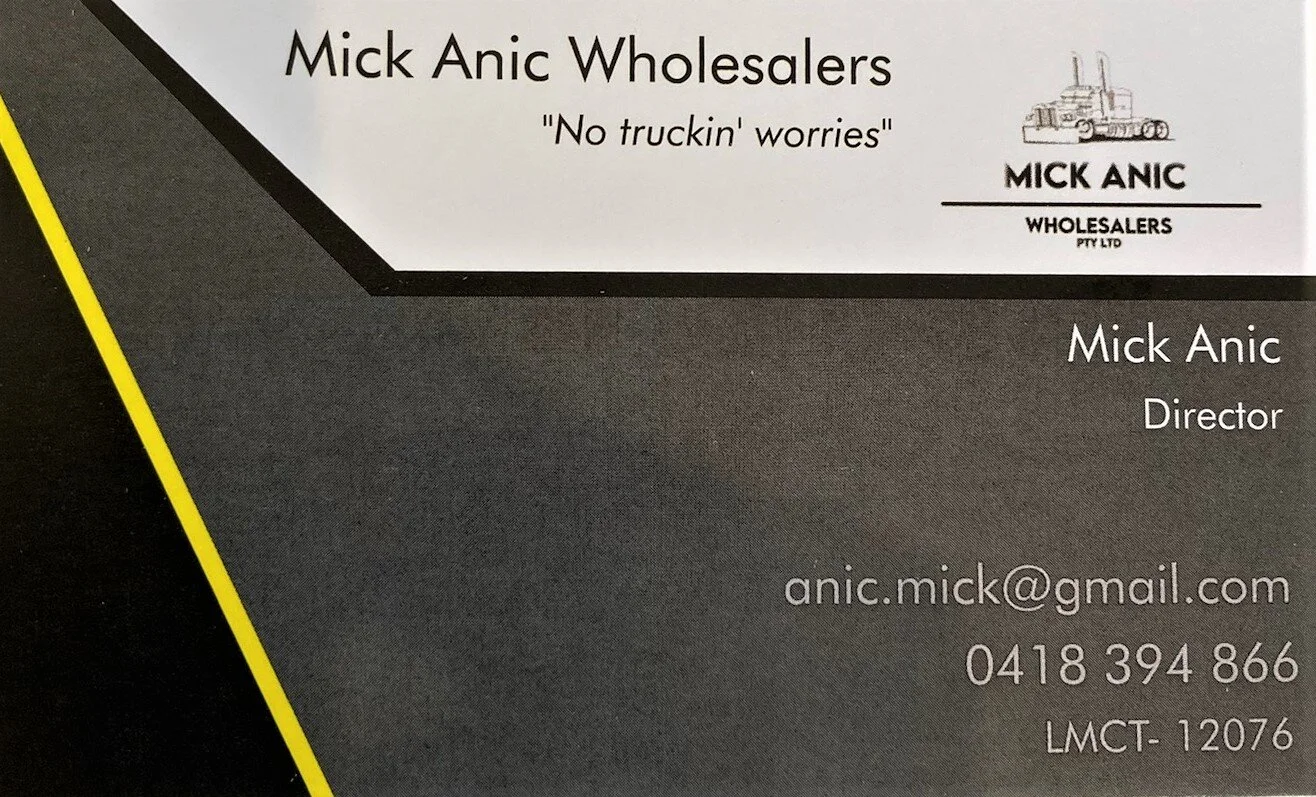 Mick Anic Wholesalers
"No truckin' worries"
MICK ANIC
WHOLESALERS
PTY LTD
Mick Anic
Director
anic.mick@gmail.com
0418 394 866
LMCT- 12076